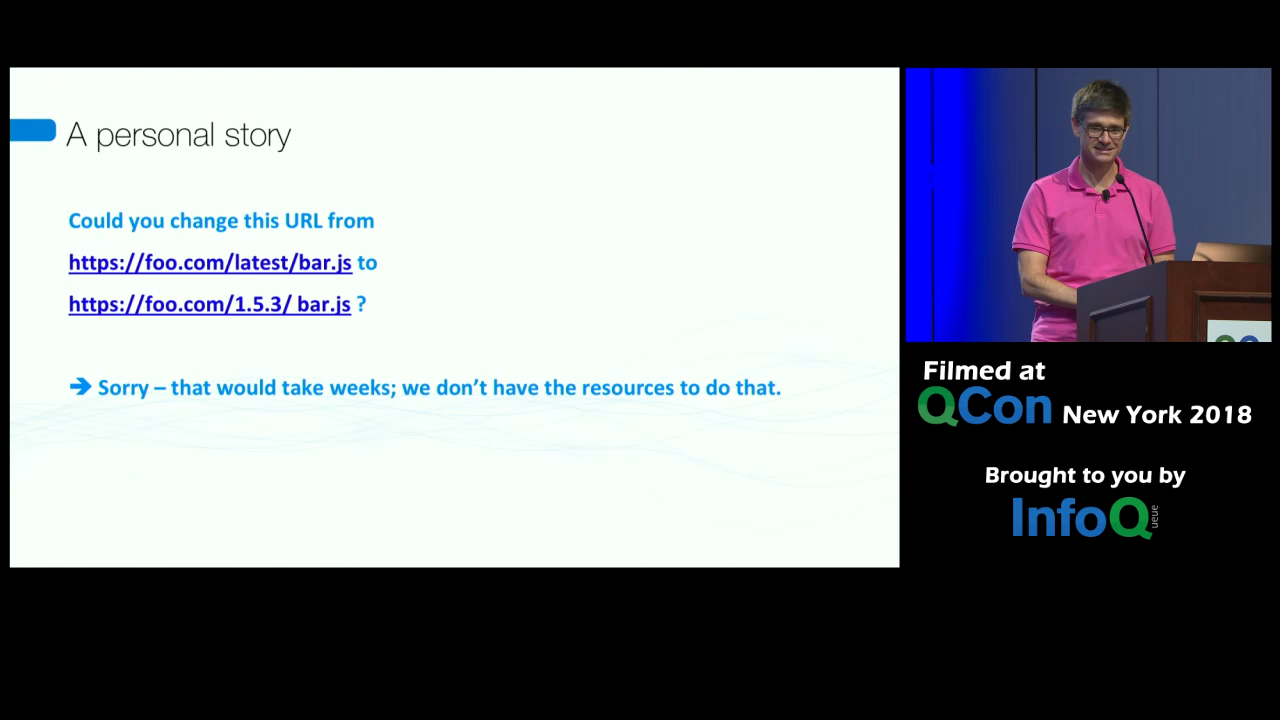 A personal story
Could you change this URL from
https://foo.com/latest/bar.js to
https://foo.com/1.5.3/ bar.js ?
➔ Sorry – that would take weeks; we don’t have the resources to do that.
Filmed at
QCon New York 2018
Brought to you by
InfoQ
ueue